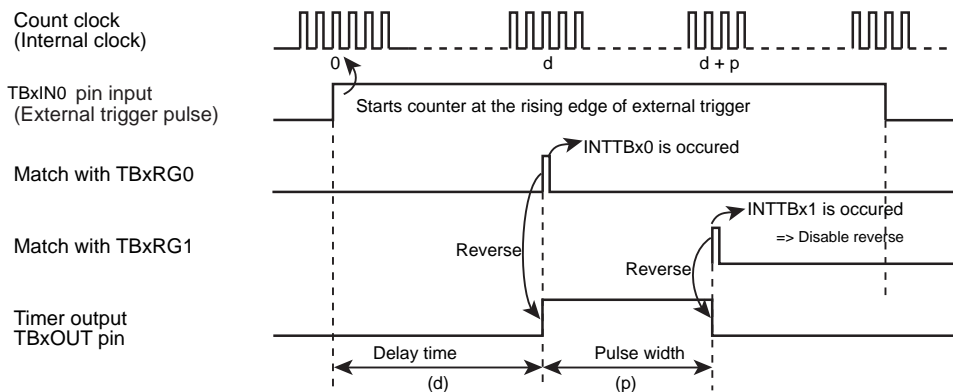 Count clock
(Internal clock)
0
d
d + p
TBxIN0 pin input
(External trigger pulse)
Starts counter at the rising edge of external trigger
INTTBx0 is occured
Match with TBxRG0
INTTBx1 is occured
=> Disable reverse
Match with TBxRG1
Reverse
Reverse
Timer output
TBxOUT pin
Delay time
(d)
Pulse width
(p)